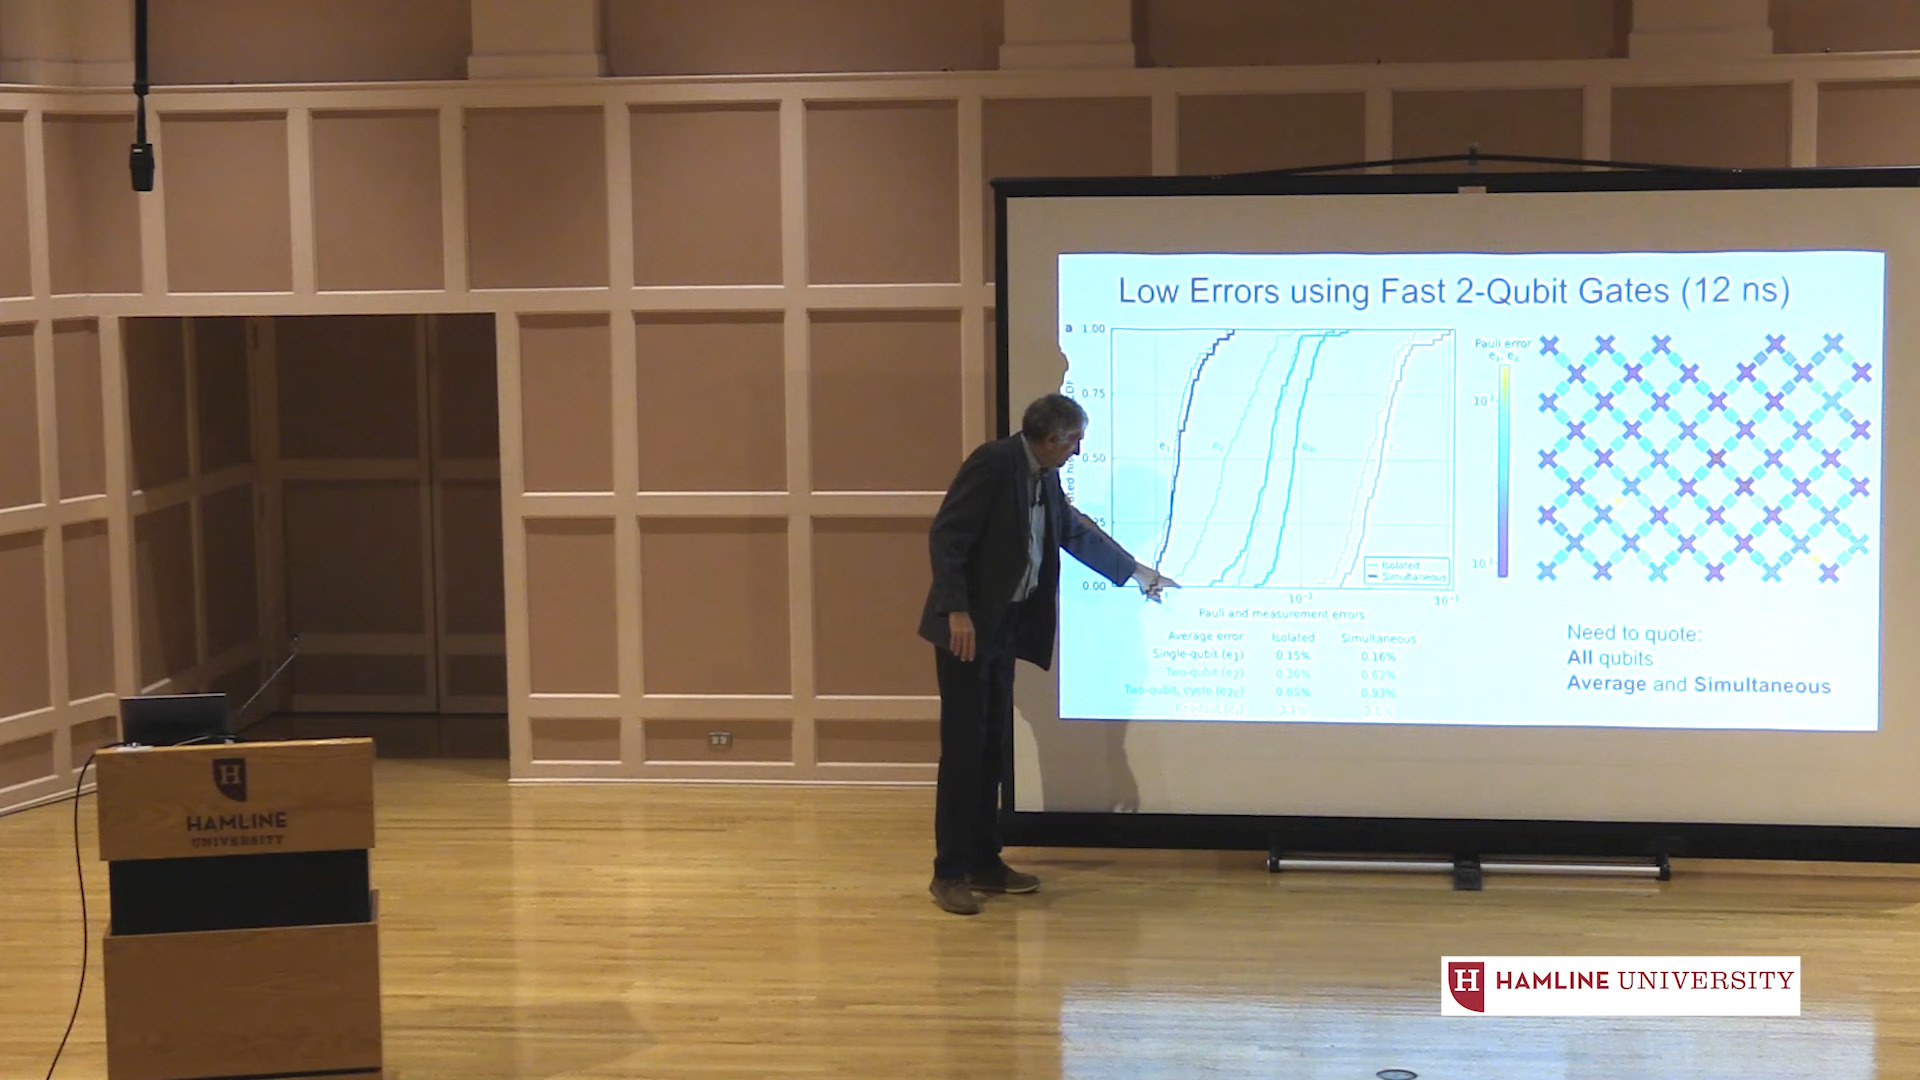 Low Errors using Fast 2-Qubit Gates (12 ns)
a
1.00
0.75
0.50
0.00
e1
Isolated
Simultaneous
Pauli and measurement errors
Average error Isolated Simultaneous
Single-qubit (e1) 0.15% 0.16%
Two-qubit (e2) 0.36% 0.62%
Two-qubit, cycle (e2c) 0.65% 0.93%
Readout 3.1%
Pauli error
e1, e2
Need to quote:
All qubits
Average and Simultaneous
H
HAMLINE
UNIVERSITY
H HAMLINE UNIVERSITY